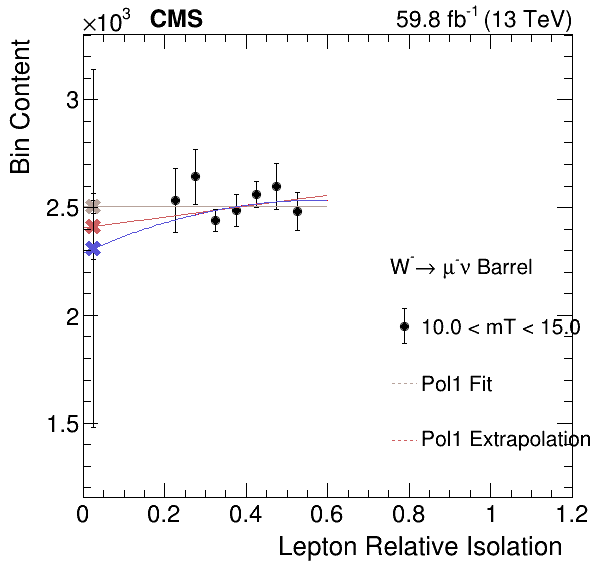 ×10³ CMS 59.8 fb⁻¹ (13 TeV)
Bin Content
3
2.5
2
1.5
W⁻→ μ⁻ν Barrel
10.0 < mT < 15.0
Pol1 Fit
Pol1 Extrapolation
0 0.2 0.4 0.6 0.8 1 1.2
Lepton Relative Isolation